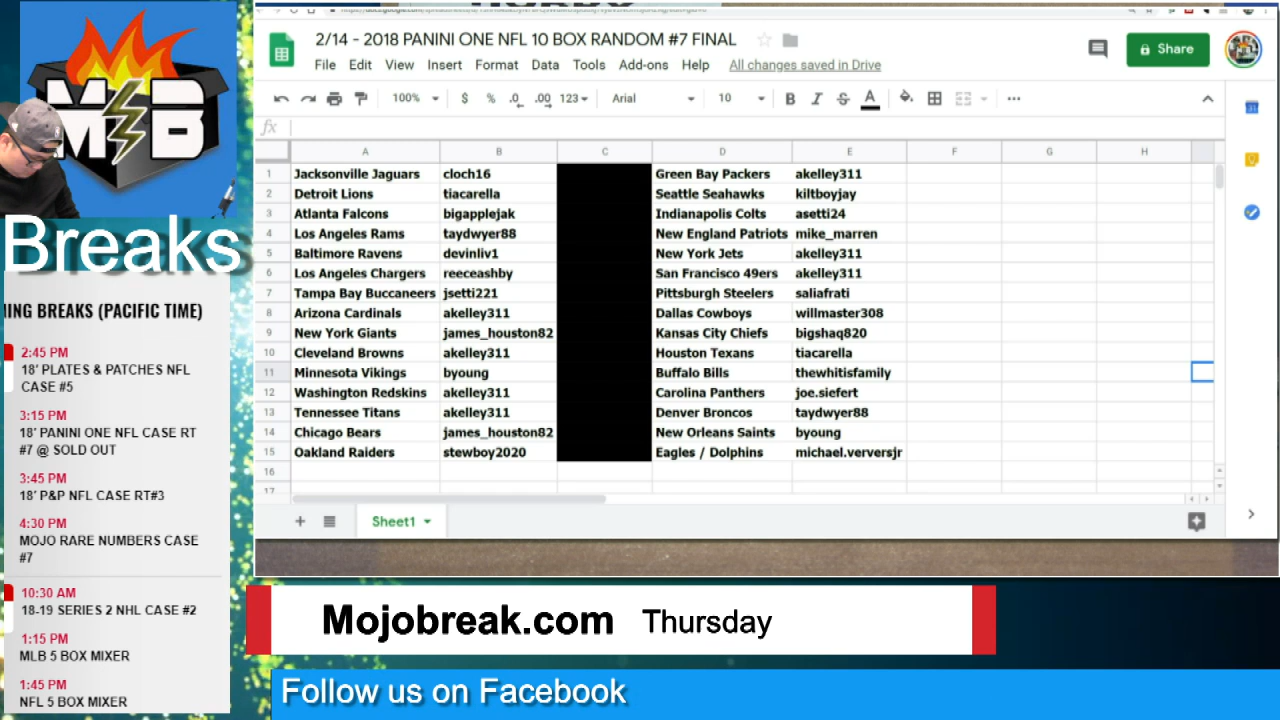 2/14 - 2018 PANINI ONE NFL 10 BOX RANDOM #7 FINAL
File Edit View Insert Format Data Tools Add-ons Help All changes saved in Drive
Share
100% $ % .0 .00 123 Arial 10 B I S A
fx
A B C D E F G H
1 Jacksonville Jaguars cloch16 Green Bay Packers akelley311
2 Detroit Lions tiacarella Seattle Seahawks kiltboyjay
3 Atlanta Falcons bigapplejak Indianapolis Colts asetti24
4 Los Angeles Rams taydwyer88 New England Patriots mike_marren
5 Baltimore Ravens devinliv1 New York Jets akelley311
6 Los Angeles Chargers reeceashby San Francisco 49ers akelley311
7 Tampa Bay Buccaneers jsetti221 Pittsburgh Steelers saliafrati
8 Arizona Cardinals akelley311 Dallas Cowboys willmaster308
9 New York Giants james_houston82 Kansas City Chiefs bigshaq820
10 Cleveland Browns akelley311 Houston Texans tiacarella
11 Minnesota Vikings byoung Buffalo Bills thewhitisfamily
12 Washington Redskins akelley311 Carolina Panthers joe.siefert
13 Tennessee Titans akelley311 Denver Broncos taydwyer88
14 Chicago Bears james_houston82 New Orleans Saints byoung
15 Oakland Raiders stewboy2020 Eagles / Dolphins michael.verversjr
16
17
Sheet1
M B
Breaks
ING BREAKS (PACIFIC TIME)
2:45 PM
18' PLATES & PATCHES NFL
CASE #5
3:15 PM
18' PANINI ONE NFL CASE RT
#7 @ SOLD OUT
3:45 PM
18' P&P NFL CASE RT#3
4:30 PM
MOJO RARE NUMBERS CASE
#7
10:30 AM
18-19 SERIES 2 NHL CASE #2
1:15 PM
MLB 5 BOX MIXER
1:45 PM
NFL 5 BOX MIXER
Mojobreak.com Thursday
Follow us on Facebook